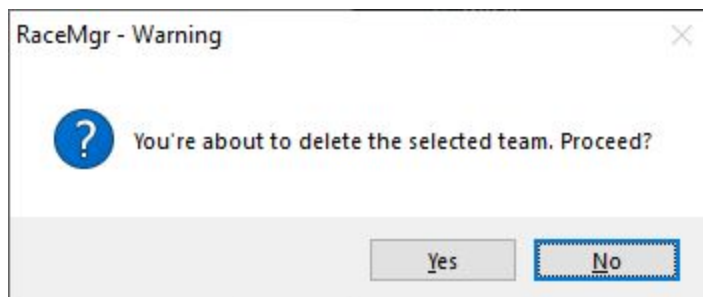 RaceMgr - Warning
You're about to delete the selected team. Proceed?
Yes
No